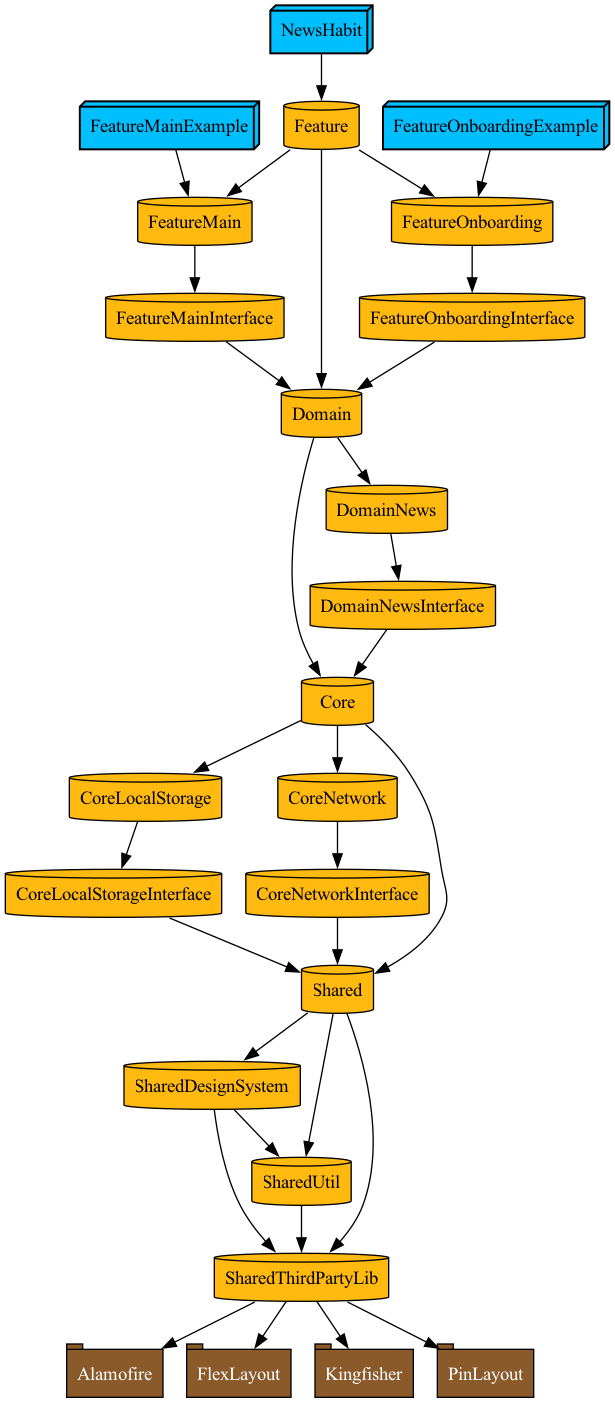 NewsHabit
FeatureMainExample
Feature
FeatureOnboardingExample
FeatureMain
FeatureOnboarding
FeatureMainInterface
FeatureOnboardingInterface
Domain
DomainNews
DomainNewsInterface
Core
CoreLocalStorage
CoreNetwork
CoreLocalStorageInterface
CoreNetworkInterface
Shared
SharedDesignSystem
SharedUtil
SharedThirdPartyLib
Alamofire
FlexLayout
Kingfisher
PinLayout